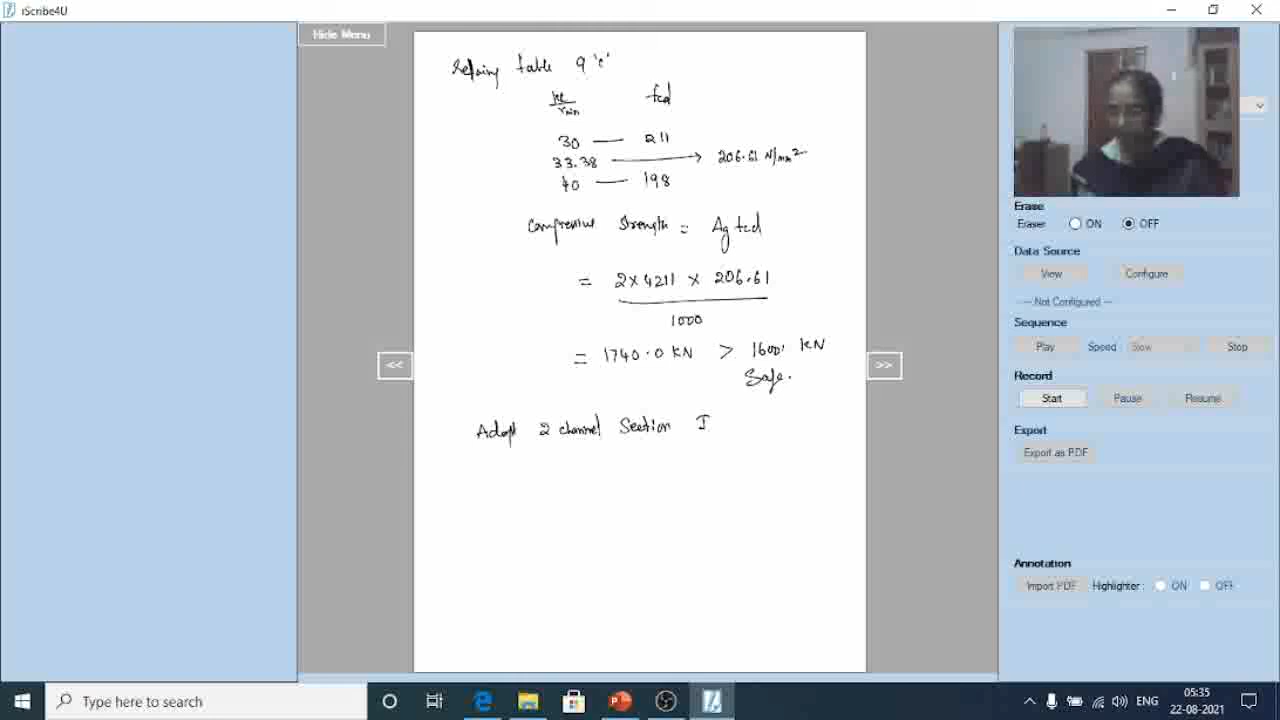 iScribe4U
Hide Menu
Refering table 9 'c'
KL/rmin fcd
30 — 211
33.38 → 206.61 N/mm²
40 — 198
Compressive Strength = Ag fcd
= 2 x 4211 x 206.61
1000
= 1740.0 KN > 1600 KN
Safe.
Adopt 2 channel Section I
<<
>>
Erase
Eraser ON OFF
Data Source
View Configure
--- Not Configured ---
Sequence
Play Speed Slow Stop
Record
Start Pause Resume
Export
Export as PDF
Annotation
Import PDF Highlighter : ON OFF
Type here to search
ENG
05:35
22-08-2021